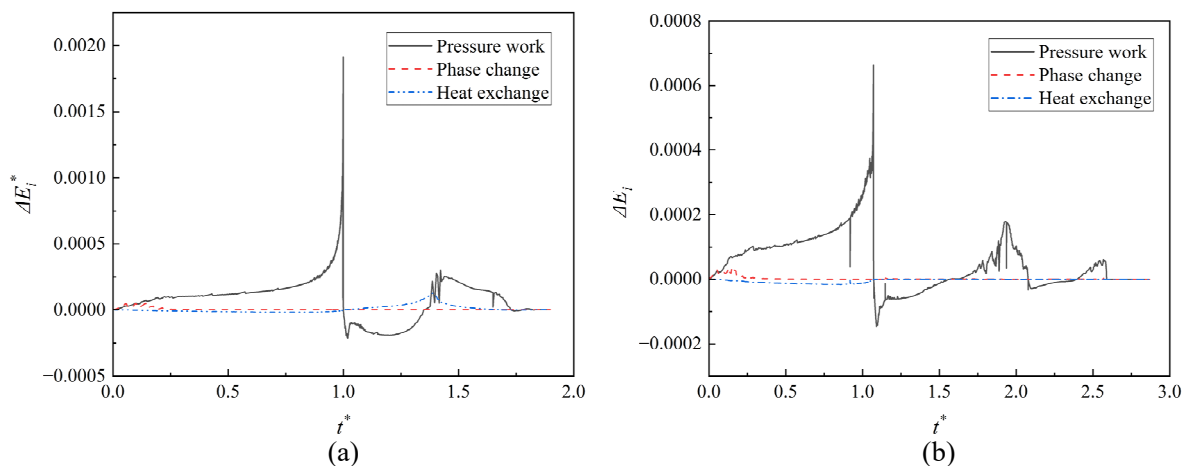 0.0020
0.0015
0.0010
0.0005
0.0000
−0.0005
ΔE_i^*
0.0
0.5
1.0
1.5
2.0
t^*
Pressure work
Phase change
Heat exchange
(a)
0.0008
0.0006
0.0004
0.0002
0.0000
−0.0002
ΔE_i
0.0
0.5
1.0
1.5
2.0
2.5
3.0
t^*
Pressure work
Phase change
Heat exchange
(b)